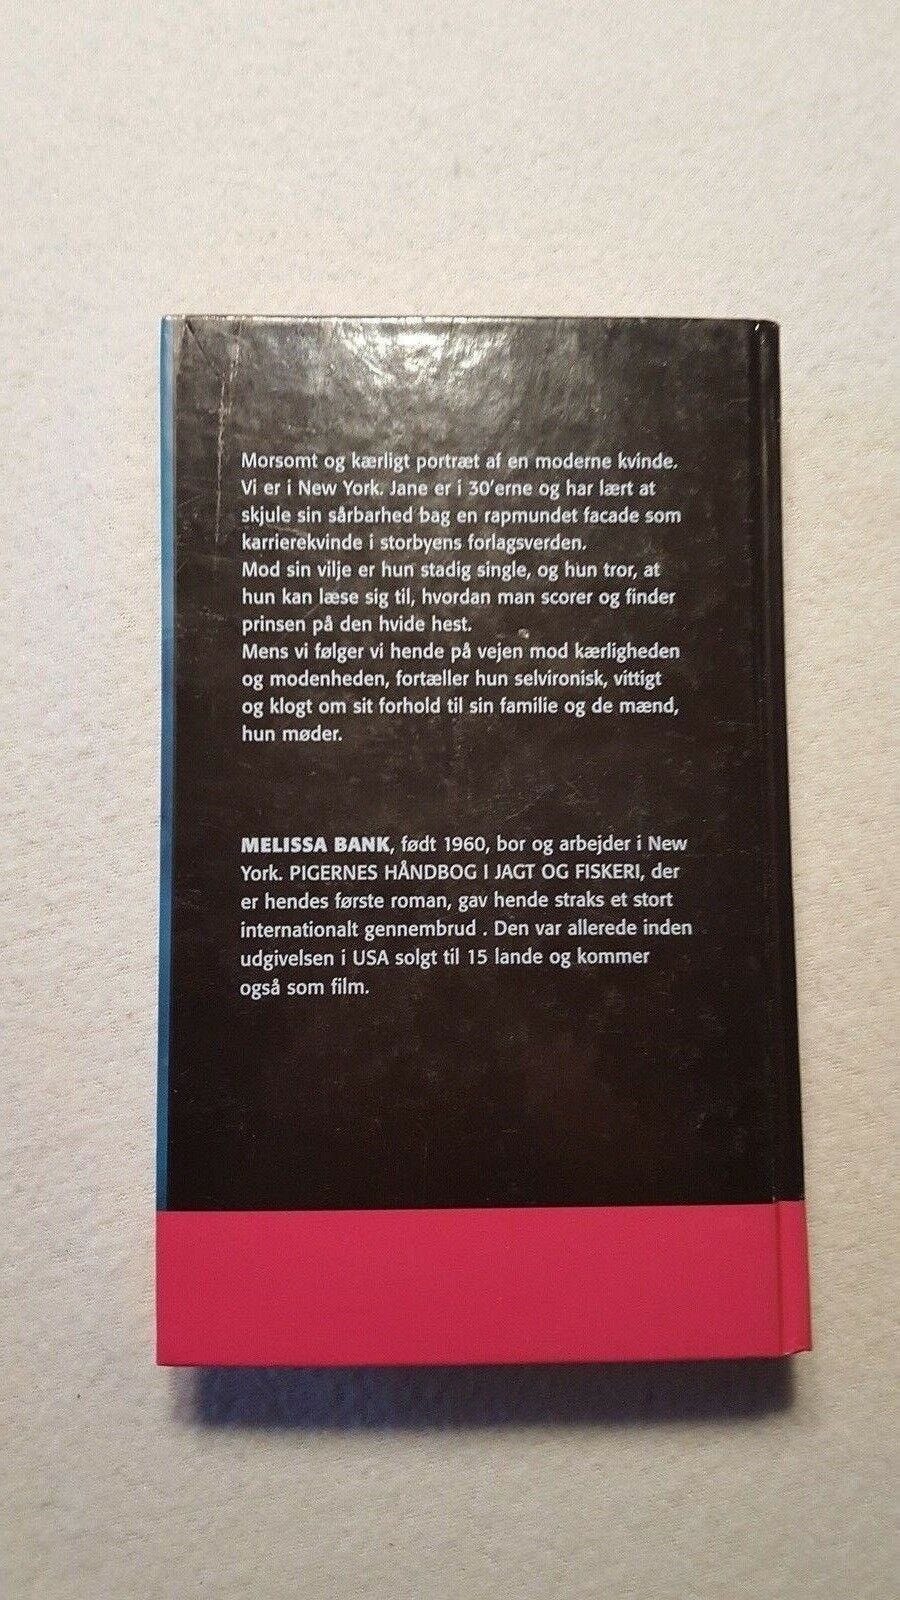 Morsomt og kærligt portræt af en moderne kvinde.
Vi er i New York. Jane er i 30'erne og har lært at
skjule sin sårbarhed bag en rapmundet facade som
karrierekvinde i storbyens forlagsverden.
Mod sin vilje er hun stadig single, og hun tror, at
hun kan læse sig til, hvordan man scorer og finder
prinsen på den hvide hest.
Mens vi følger vi hende på vejen mod kærligheden
og modenheden, fortæller hun selvironisk, vittigt
og klogt om sit forhold til sin familie og de mænd,
hun møder.
MELISSA BANK, født 1960, bor og arbejder i New
York. PIGERNES HÅNDBOG I JAGT OG FISKERI, der
er hendes første roman, gav hende straks et stort
internationalt gennembrud . Den var allerede inden
udgivelsen i USA solgt til 15 lande og kommer
også som film.